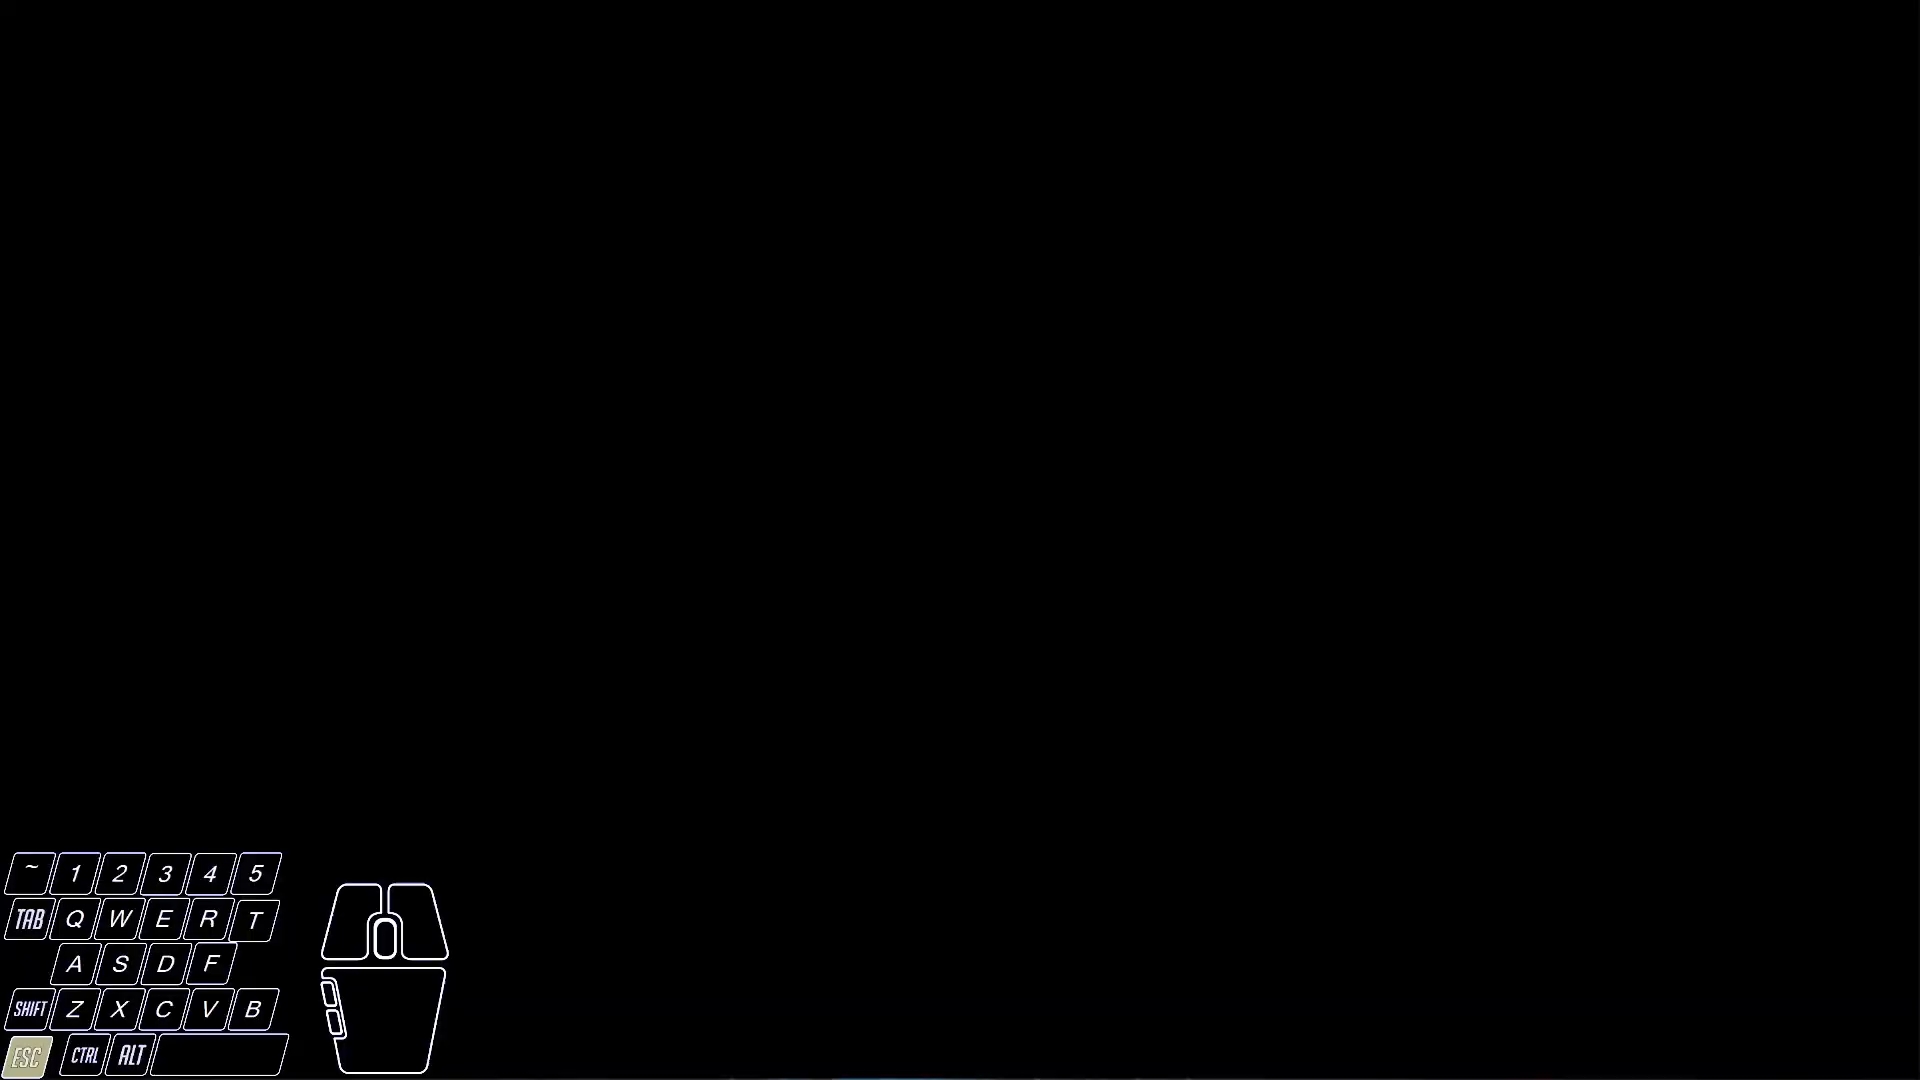 ~ 1 2 3 4 5
TAB Q W E R T
A S D F
SHIFT Z X C V B
ESC CTRL ALT